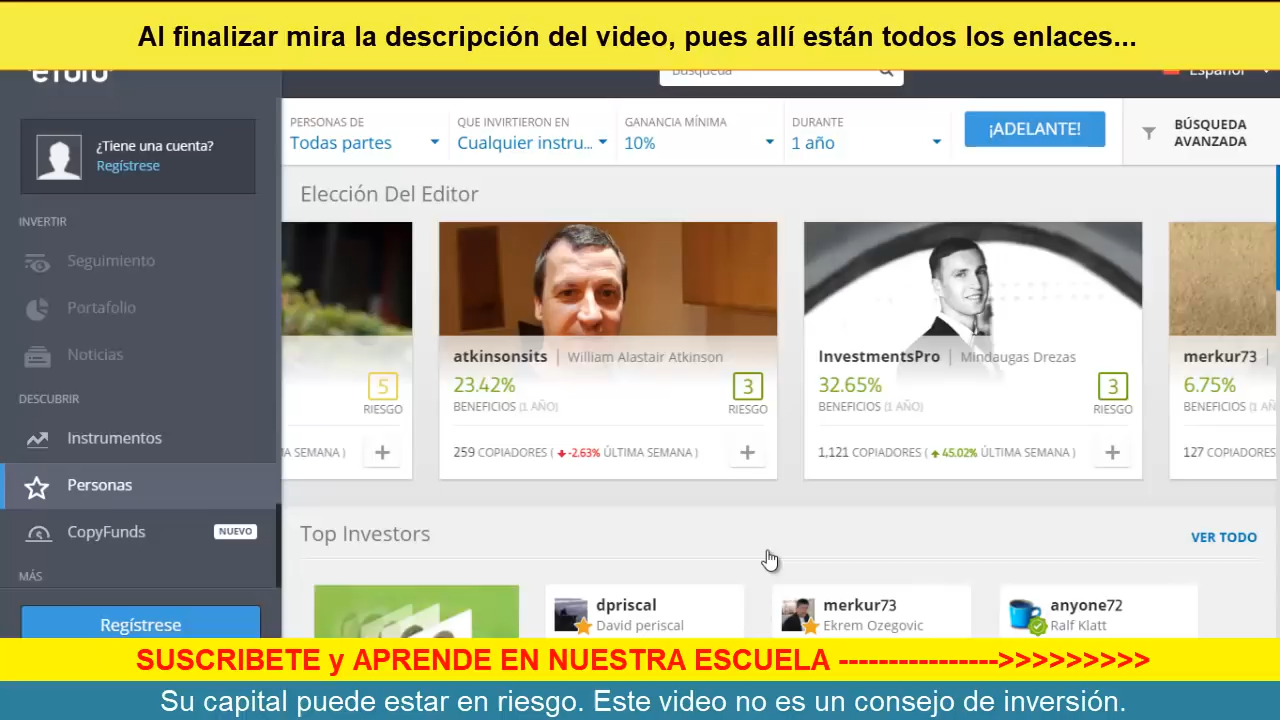 Al finalizar mira la descripción del video, pues allí están todos los enlaces...
eToro
Búsqueda
Español
¿Tiene una cuenta?
Regístrese
INVERTIR
Seguimiento
Portafolio
Noticias
DESCUBRIR
Instrumentos
Personas
CopyFunds
NUEVO
MÁS
Regístrese
PERSONAS DE
Todas partes
QUE INVIRTIERON EN
Cualquier instru...
GANANCIA MÍNIMA
10%
DURANTE
1 año
¡ADELANTE!
BÚSQUEDA
AVANZADA
Elección Del Editor
5
RIESGO
SEMANA )
+
atkinsonsits | William Alastair Atkinson
23.42%
BENEFICIOS (1 AÑO)
3
RIESGO
259 COPIADORES ( -2.63% ÚLTIMA SEMANA )
+
InvestmentsPro | Mindaugas Drezas
32.65%
BENEFICIOS (1 AÑO)
3
RIESGO
1,121 COPIADORES ( 45.02% ÚLTIMA SEMANA )
+
merkur73 |
6.75%
BENEFICIOS (1 AÑ
127 COPIADORES
Top Investors
VER TODO
dpriscal
David periscal
merkur73
Ekrem Ozegovic
anyone72
Ralf Klatt
SUSCRIBETE y APRENDE EN NUESTRA ESCUELA ---------------->>>>>>>>>
Su capital puede estar en riesgo. Este video no es un consejo de inversión.